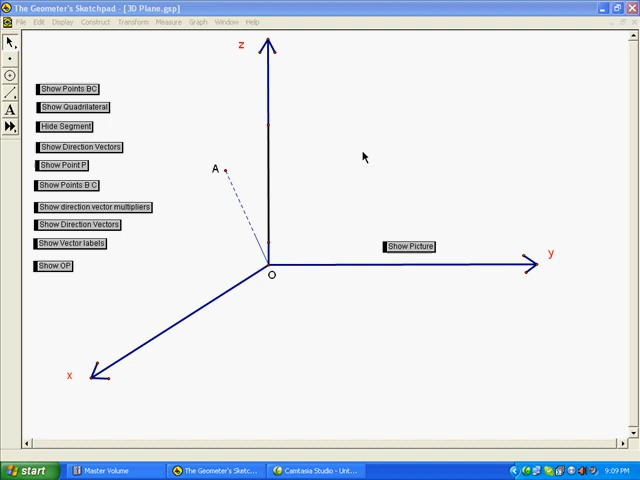 The Geometer's Sketchpad - [3D Plane.gsp]
File Edit Display Construct Transform Measure Graph Window Help
z
Show Points BC
Show Quadrilateral
Hide Segment
Show Direction Vectors
Show Point P
Show Points B C
Show direction vector multipliers
Show Direction Vectors
Show Vector labels
Show OP
A
A
Show Picture
y
O
x
start
Master Volume
The Geometer's Sketc...
Camtasia Studio - Unt...
9:09 PM